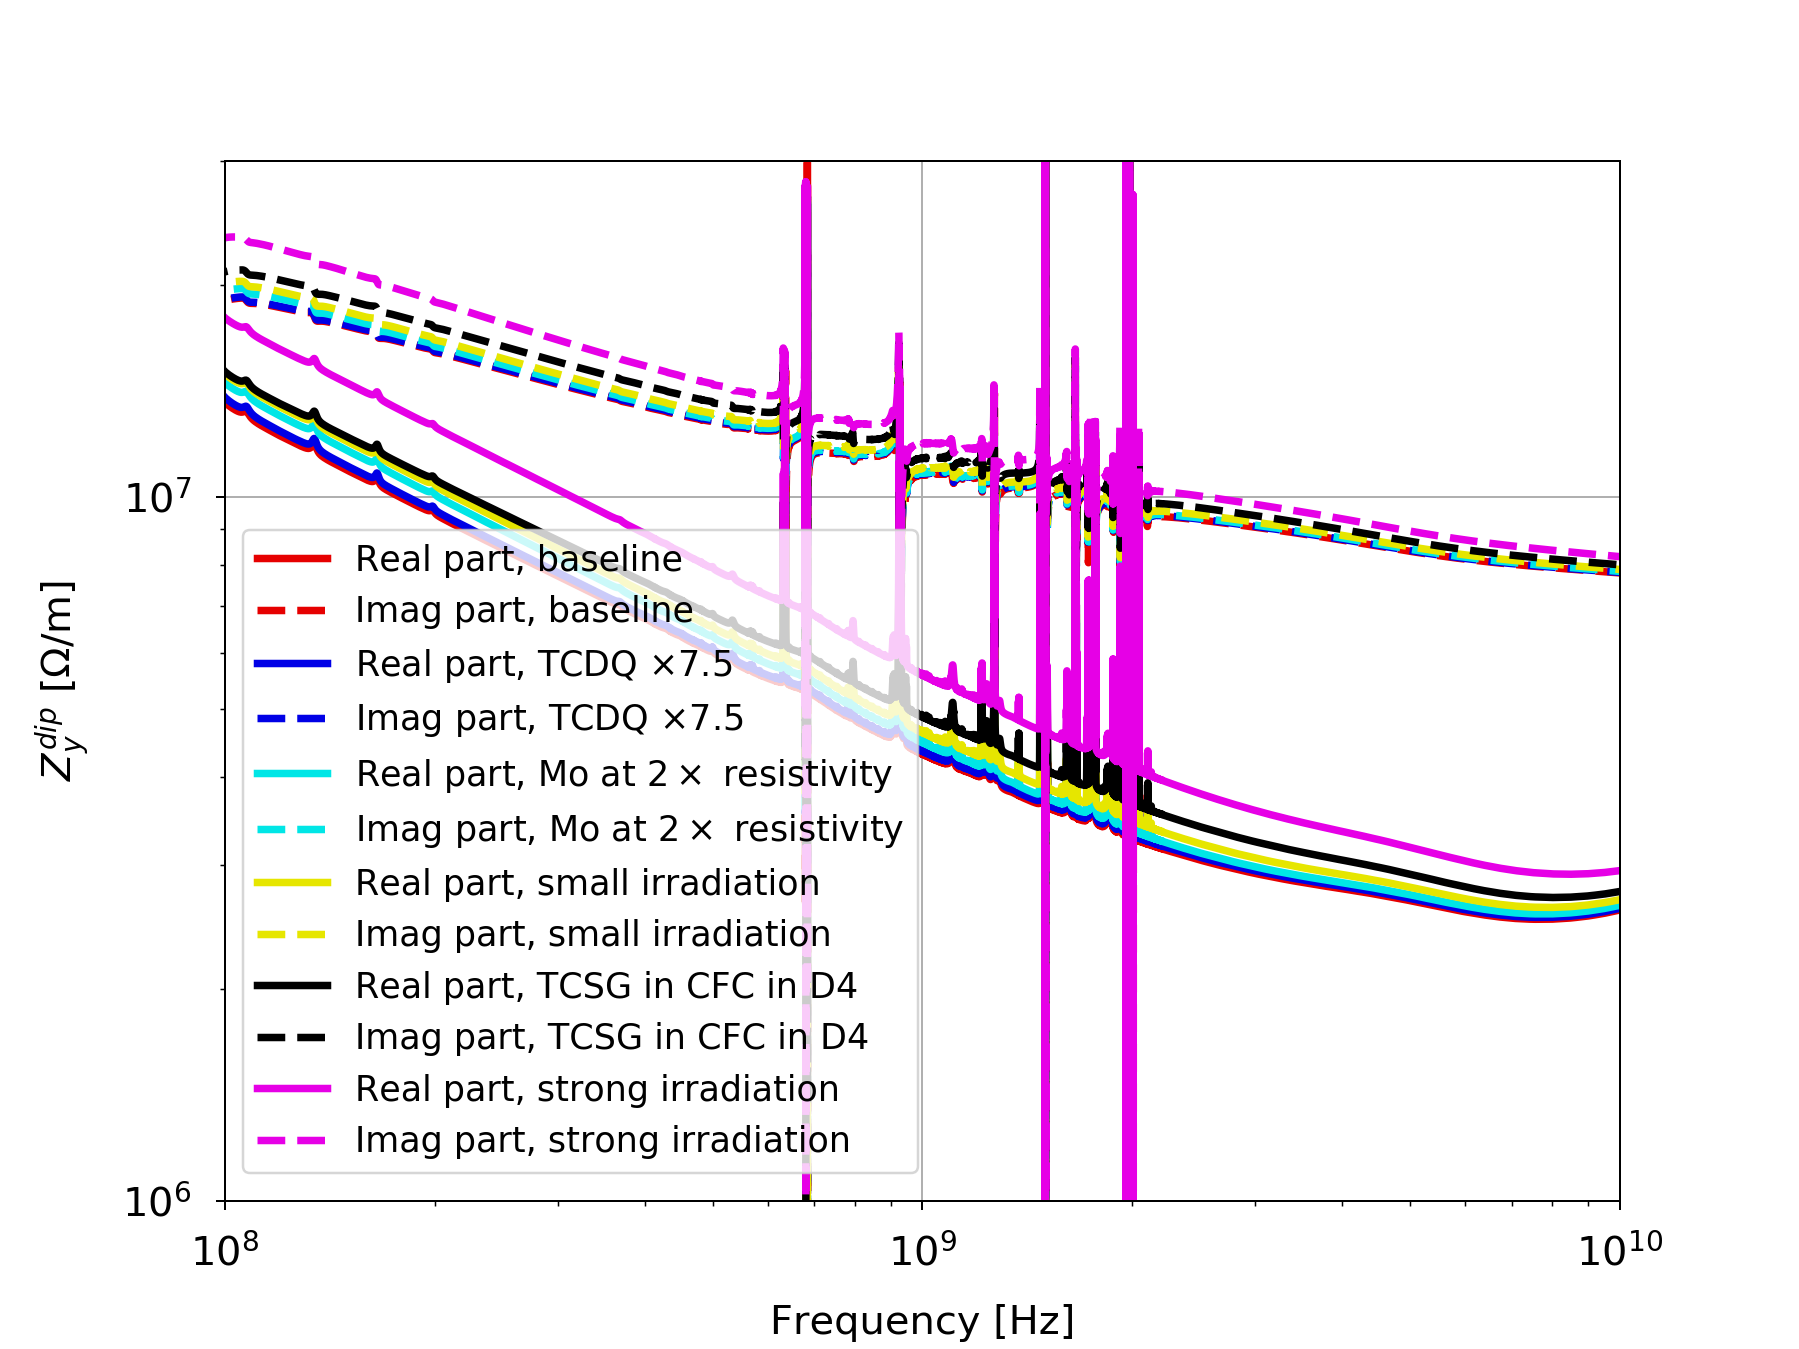 Z_y^{dip} [Ω/m]
10^7
10^6
Real part, baseline
Imag part, baseline
Real part, TCDQ ×7.5
Imag part, TCDQ ×7.5
Real part, Mo at 2 × resistivity
Imag part, Mo at 2 × resistivity
Real part, small irradiation
Imag part, small irradiation
Real part, TCSG in CFC in D4
Imag part, TCSG in CFC in D4
Real part, strong irradiation
Imag part, strong irradiation
10^8 10^9 10^10
Frequency [Hz]